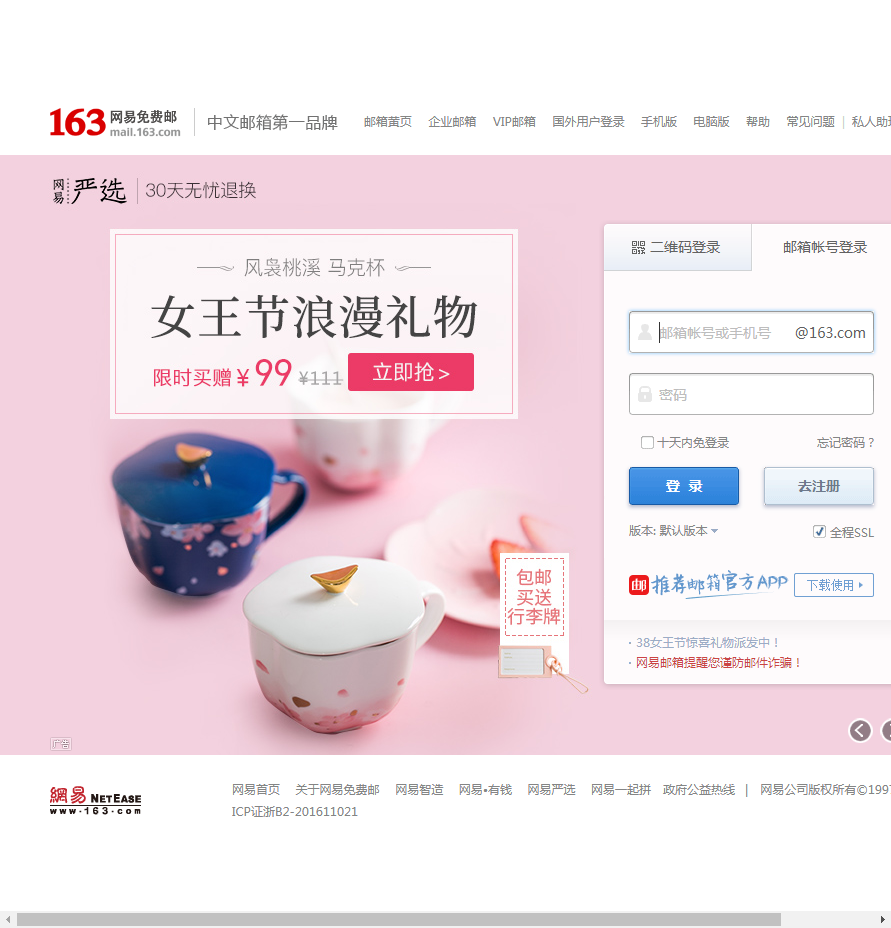 163 网易免费邮 mail.163.com
中文邮箱第一品牌
邮箱黄页 企业邮箱 VIP邮箱 国外用户登录 手机版 电脑版 帮助 常见问题 | 私人助
网易严选 | 30天无忧退换
风袅桃溪 马克杯
女王节浪漫礼物
限时买赠¥99 ¥111 立即抢>
包邮
买送
行李牌
广告
二维码登录
邮箱帐号登录
邮箱帐号或手机号 @163.com
密码
十天内免登录 忘记密码?
登 录 去注册
版本: 默认版本 全程SSL
邮 推荐邮箱官方APP 下载使用
· 38女王节惊喜礼物派发中！
· 网易邮箱提醒您谨防邮件诈骗！
網易 NETEASE
www.163.com
网易首页 关于网易免费邮 网易智造 网易•有钱 网易严选 网易一起拼 政府公益热线 | 网易公司版权所有©199
ICP证浙B2-201611021